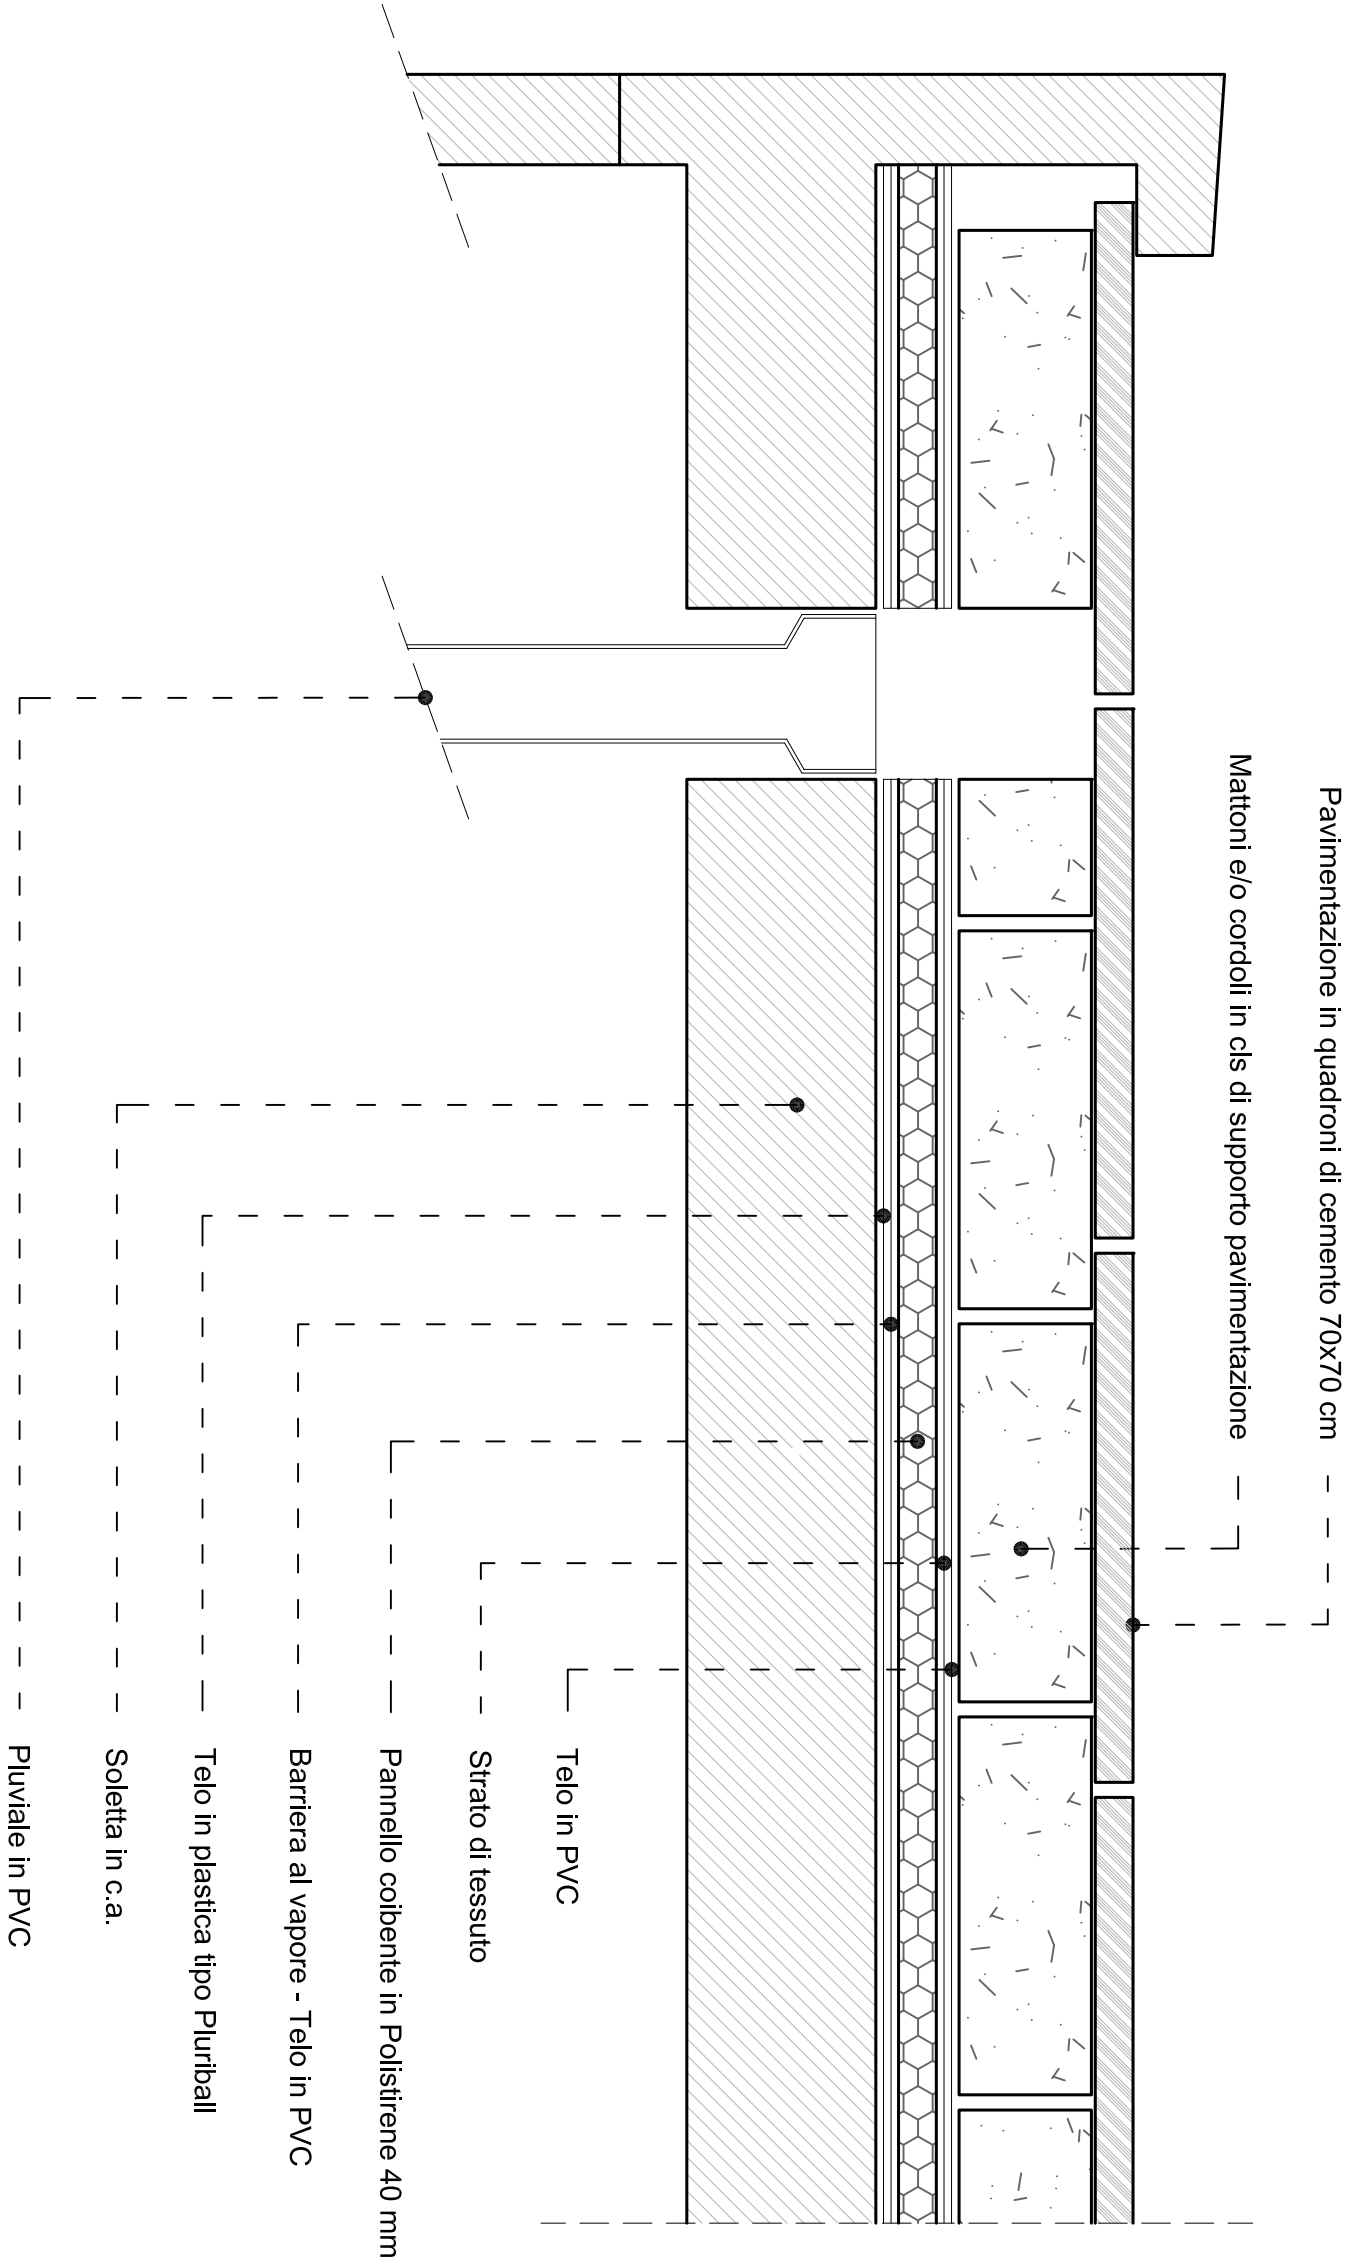 Pavimentazione in quadroni di cemento 70x70 cm
Mattoni e/o cordoli in cls di supporto pavimentazione
Telo in PVC
Strato di tessuto
Pannello coibente in Polistirene 40 mm
Barriera al vapore - Telo in PVC
Telo in plastica tipo Pluriball
Soletta in c.a.
Pluviale in PVC